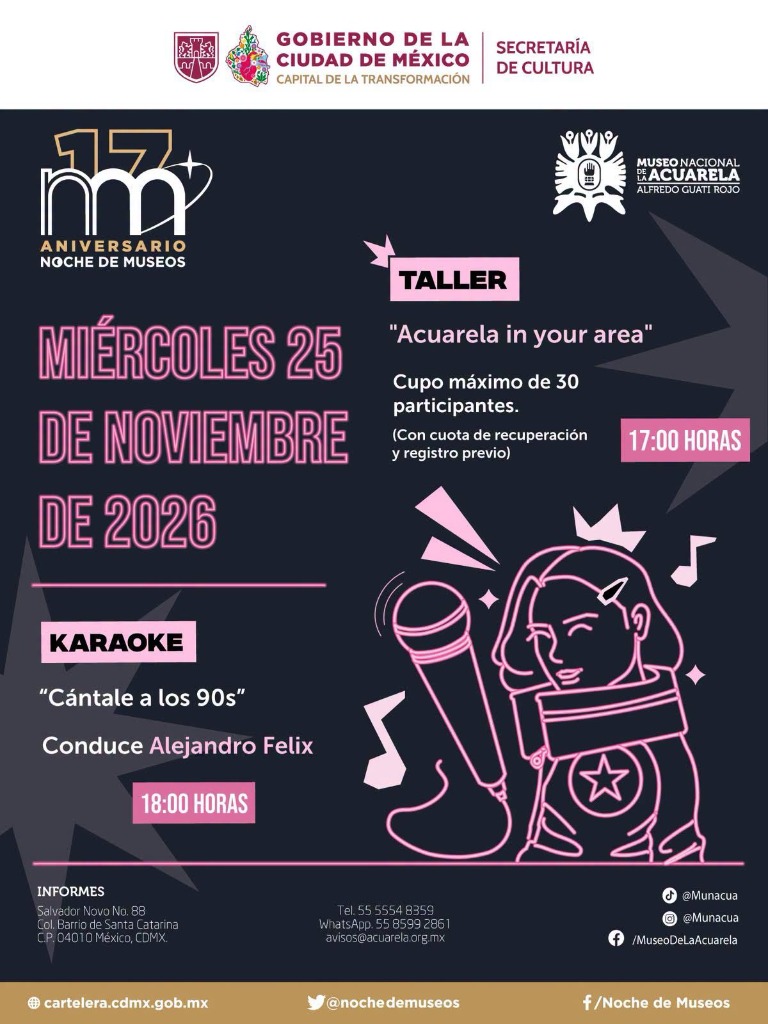 GOBIERNO DE LA
CIUDAD DE MÉXICO
CAPITAL DE LA TRANSFORMACIÓN
SECRETARÍA
DE CULTURA
17
nm
ANIVERSARIO
NOCHE DE MUSEOS
MUSEO NACIONAL
DE LA ACUARELA
ALFREDO GUATI ROJO
MIÉRCOLES 25
DE NOVIEMBRE
DE 2026
TALLER
"Acuarela in your area"
Cupo máximo de 30
participantes.
(Con cuota de recuperación
y registro previo)
17:00 HORAS
KARAOKE
“Cántale a los 90s”
Conduce Alejandro Felix
18:00 HORAS
INFORMES
Salvador Novo No. 88
Col. Barrio de Santa Catarina
C.P. 04010 México, CDMX.
Tel. 55 5554 8359
WhatsApp. 55 8599 2861
avisos@acuarela.org.mx
@Munacua
@Munacua
/MuseoDeLaAcuarela
cartelera.cdmx.gob.mx
@nochedemuseos
/Noche de Museos